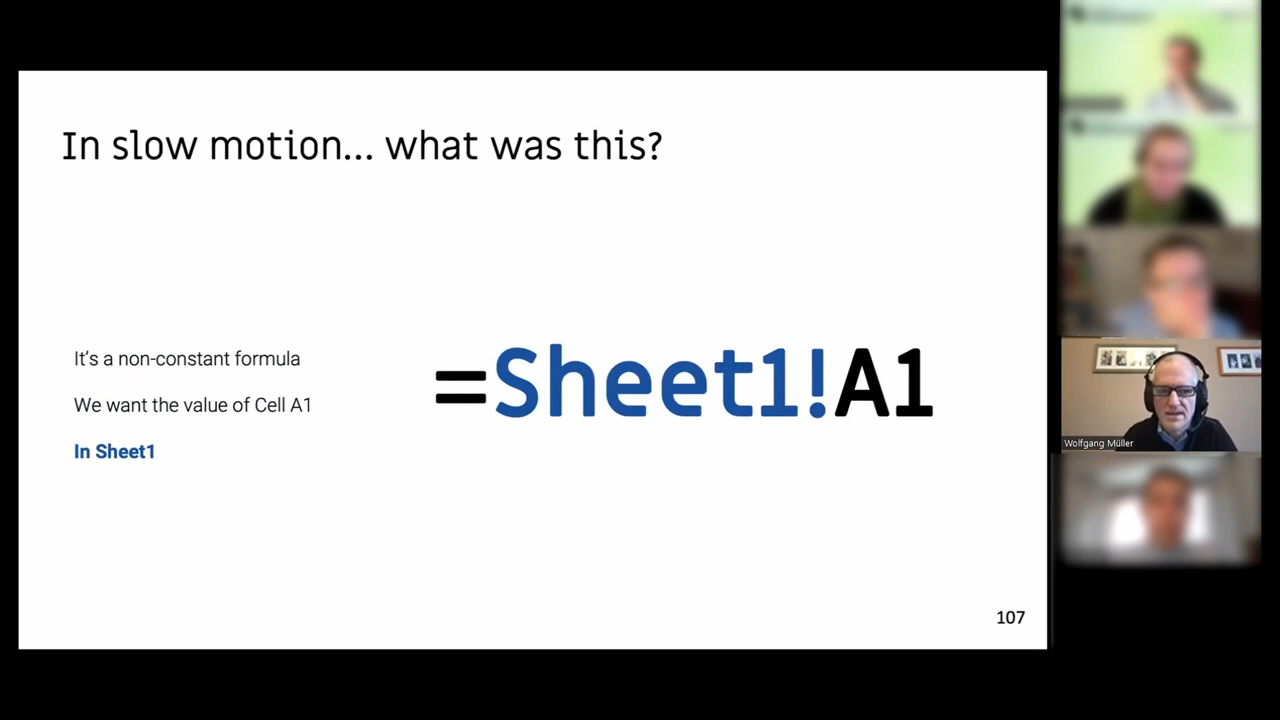 In slow motion... what was this?
It's a non-constant formula
We want the value of Cell A1
In Sheet1
=Sheet1!A1
107
Wolfgang Müller